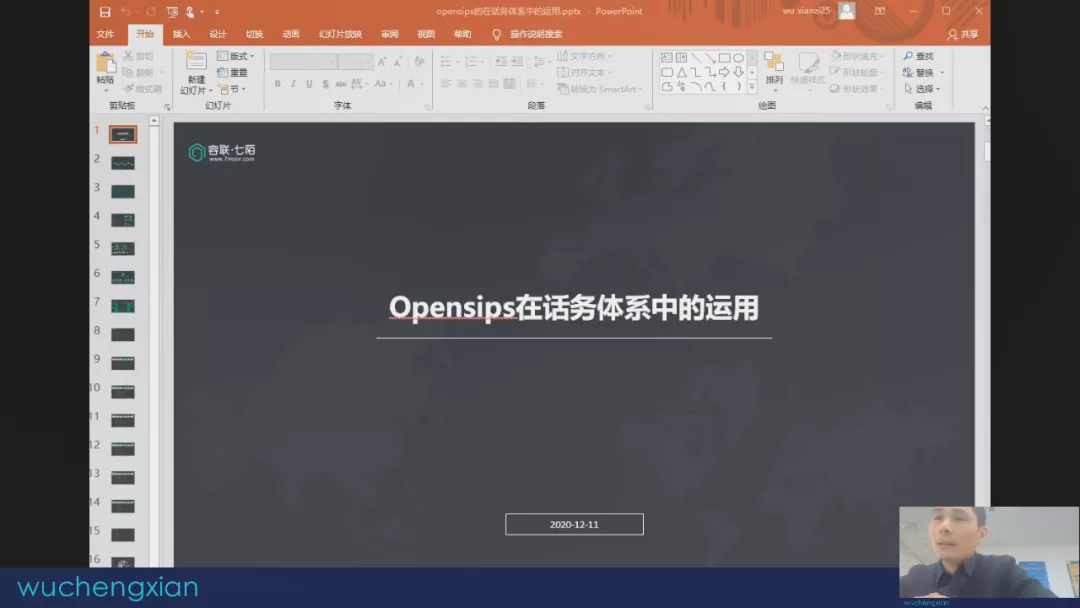 opensips的在话务体系中的运用.pptx - PowerPoint
wu xianzi25
文件 开始 插入 设计 切换 动画 幻灯片放映 审阅 视图 帮助 操作说明搜索 共享
粘贴
剪切
复制
格式刷
剪贴板
新建
幻灯片
版式
重置
节
幻灯片
B I U S abc AV Aa A
字体
文字方向
对齐文本
转换为 SmartArt
段落
排列
快速样式
形状填充
形状轮廓
形状效果
绘图
查找
替换
选择
编辑
1
2
3
4
5
6
7
8
9
10
11
12
13
14
15
16
容联·七陌
www.7moor.com
Opensips在话务体系中的运用
2020-12-11
wuchengxian
wuchengxian